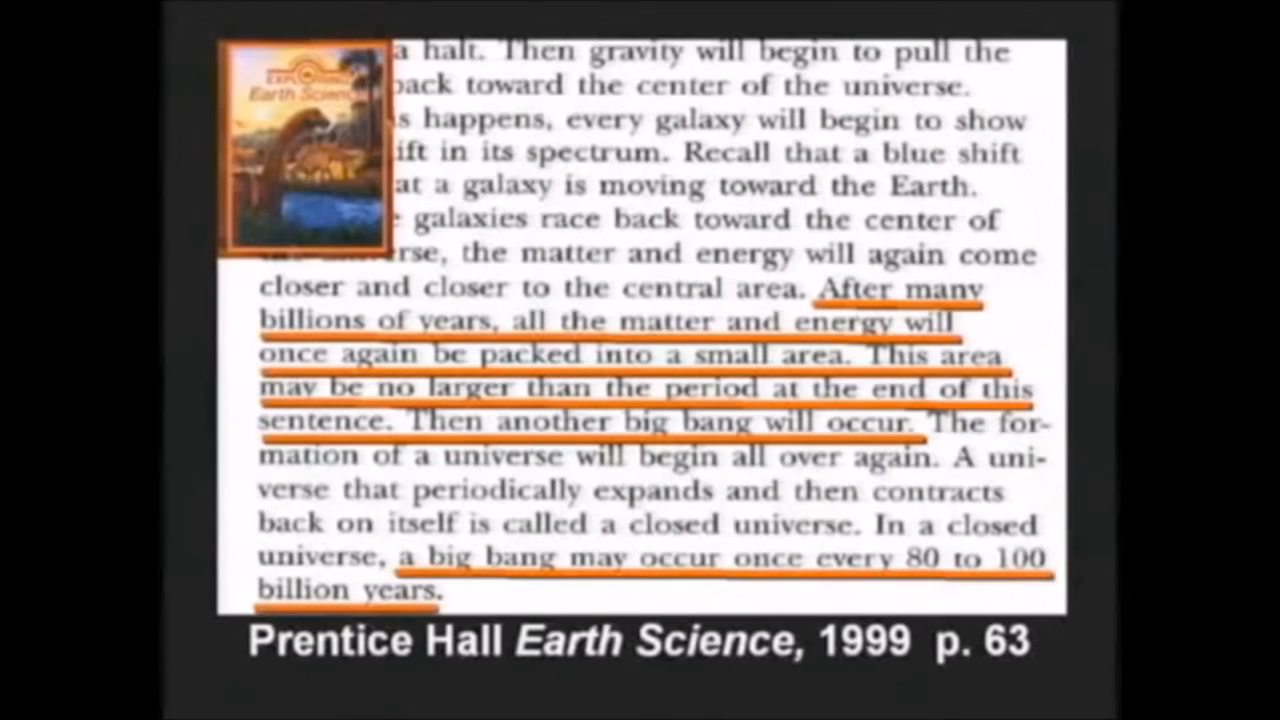 EXPLORING
Earth Science
a halt. Then gravity will begin to pull the
back toward the center of the universe.
s happens, every galaxy will begin to show
ift in its spectrum. Recall that a blue shift
at a galaxy is moving toward the Earth.
e galaxies race back toward the center of
rse, the matter and energy will again come
closer and closer to the central area. After many
billions of years, all the matter and energy will
once again be packed into a small area. This area
may be no larger than the period at the end of this
sentence. Then another big bang will occur. The for-
mation of a universe will begin all over again. A uni-
verse that periodically expands and then contracts
back on itself is called a closed universe. In a closed
universe, a big bang may occur once every 80 to 100
billion years.
Prentice Hall Earth Science, 1999 p. 63